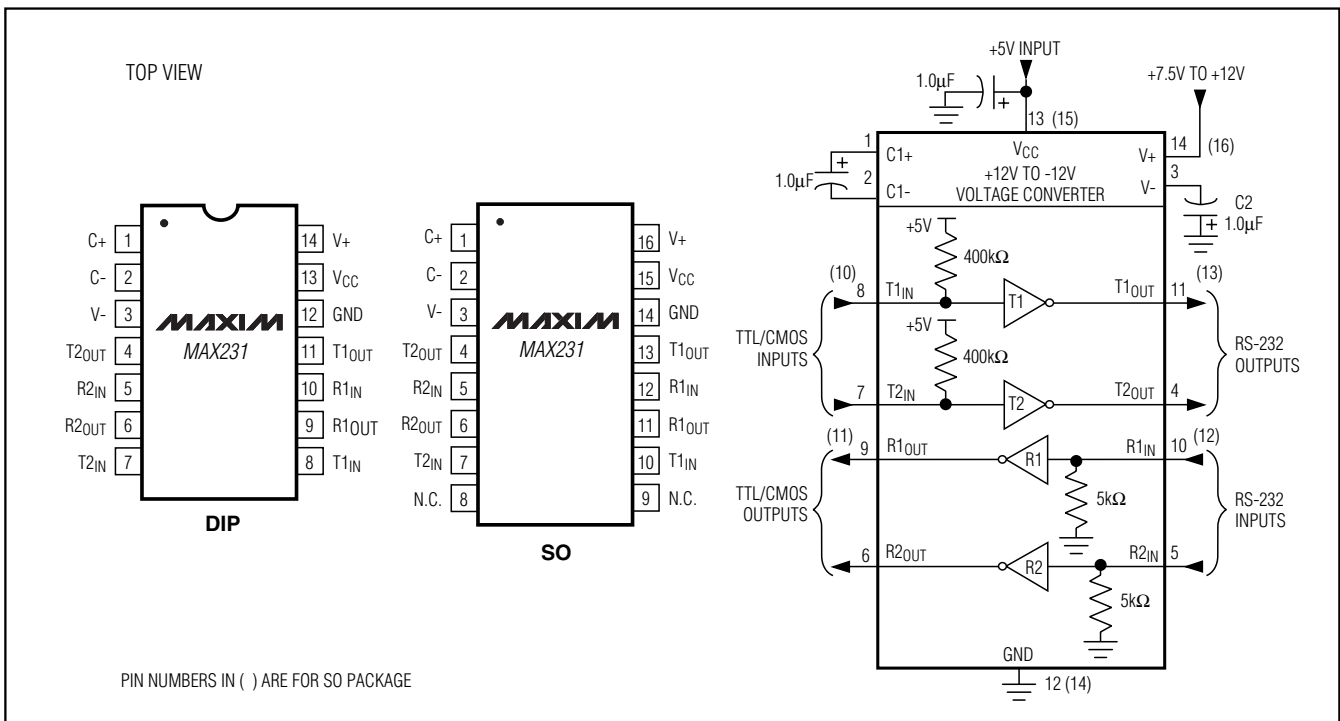 TOP VIEW
C+ 1
C- 2
V- 3
T2OUT 4
R2IN 5
R2OUT 6
T2IN 7
14 V+
13 VCC
12 GND
11 T1OUT
10 R1IN
9 R1OUT
8 T1IN
MAXIM
MAX231
DIP
C+ 1
C- 2
V- 3
T2OUT 4
R2IN 5
R2OUT 6
T2IN 7
N.C. 8
16 V+
15 VCC
14 GND
13 T1OUT
12 R1IN
11 R1OUT
10 T1IN
9 N.C.
MAXIM
MAX231
SO
PIN NUMBERS IN ( ) ARE FOR SO PACKAGE
+5V INPUT
1.0µF
+
+7.5V TO +12V
13 (15)
1
C1+
VCC
V+
14
(16)
+
1.0µF
2
C1-
+12V TO -12V
VOLTAGE CONVERTER
V-
3
C2
+
1.0µF
+5V
400kΩ
(10)
8
T1IN
T1
T1OUT
11
(13)
+5V
400kΩ
TTL/CMOS
INPUTS
RS-232
OUTPUTS
7
T2IN
T2
T2OUT
4
(11)
9
R1OUT
R1
R1IN
10
(12)
5kΩ
TTL/CMOS
OUTPUTS
RS-232
INPUTS
6
R2OUT
R2
R2IN
5
5kΩ
GND
12 (14)